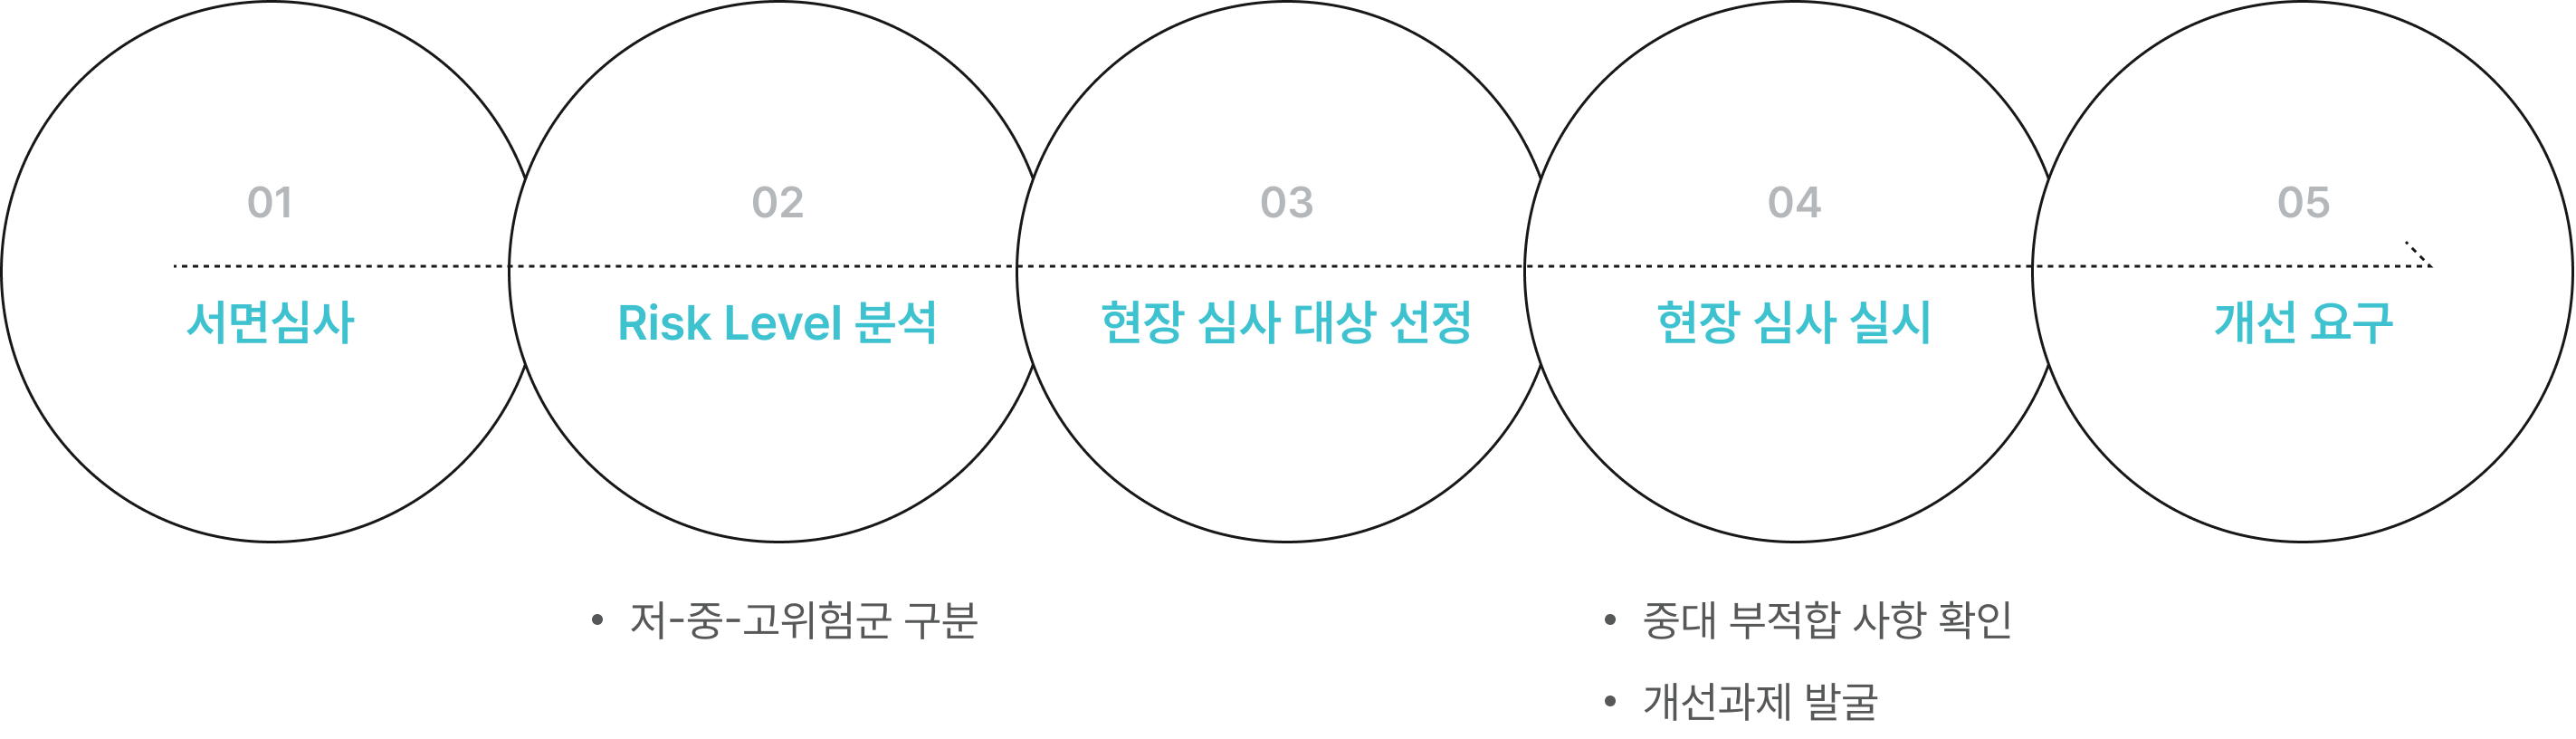 01
서면심사
02
Risk Level 분석
03
현장 심사 대상 선정
04
현장 심사 실시
05
개선 요구
• 저-중-고위험군 구분
• 중대 부적합 사항 확인
• 개선과제 발굴